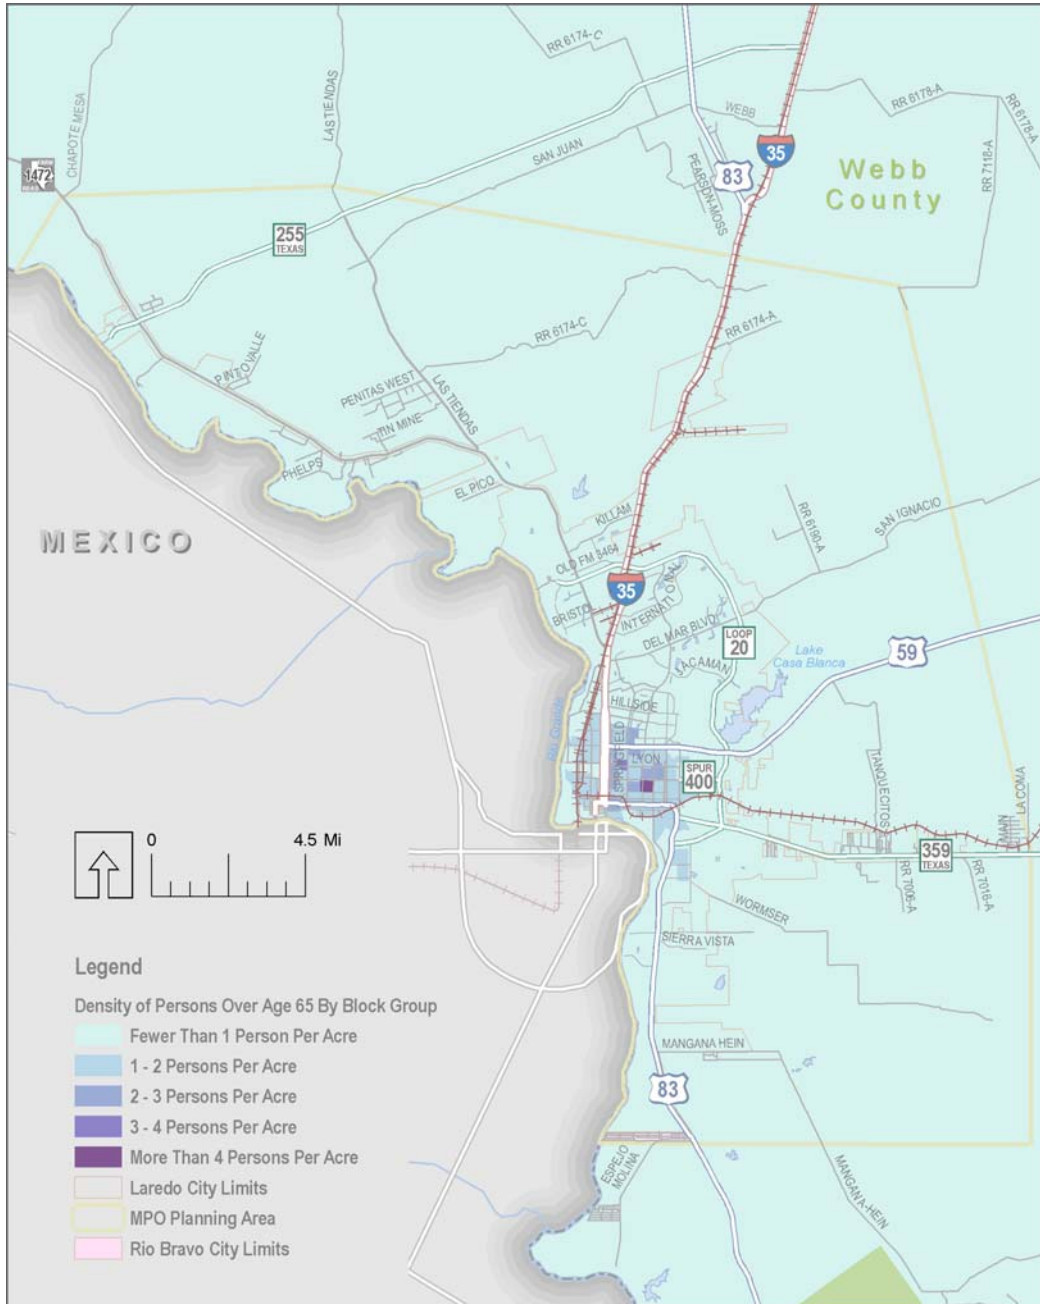 RR 6174-C
CHAPOTE MESA
LAS TIENDAS
WEBB
RR 6178-A
RR 6178-A
SAN JUAN
35
1472
83
PEARSON-MOSS
Webb
County
RR 7118-A
255
TEXAS
RR 6174-C
RR 6174-A
PINTO VALLE
PENITAS WEST
LAS TIENDAS
TIN MINE
PHELPS
EL PICO
KILLAM
RR 6190-A
SAN IGNACIO
MEXICO
OLD FM 3464
35
INTERNATIONAL
BRISTO
DEL MAR BLVD
LOOP
20
JACAMAN
Lake
Casa Blanca
59
HILLSIDE
Rio Grande
SPRINGFIELD
LYON
SPUR
400
TANQUECITOS
MAIN
LA COMA
0
4.5 Mi
359
TEXAS
RR 7006-A
RR 7016-A
WORMSER
SIERRA VISTA
Legend
Density of Persons Over Age 65 By Block Group
Fewer Than 1 Person Per Acre
1 - 2 Persons Per Acre
2 - 3 Persons Per Acre
3 - 4 Persons Per Acre
More Than 4 Persons Per Acre
Laredo City Limits
MPO Planning Area
Rio Bravo City Limits
MANGANA HEIN
83
ESPEJO
MOLINA
MANGANA-HEIN